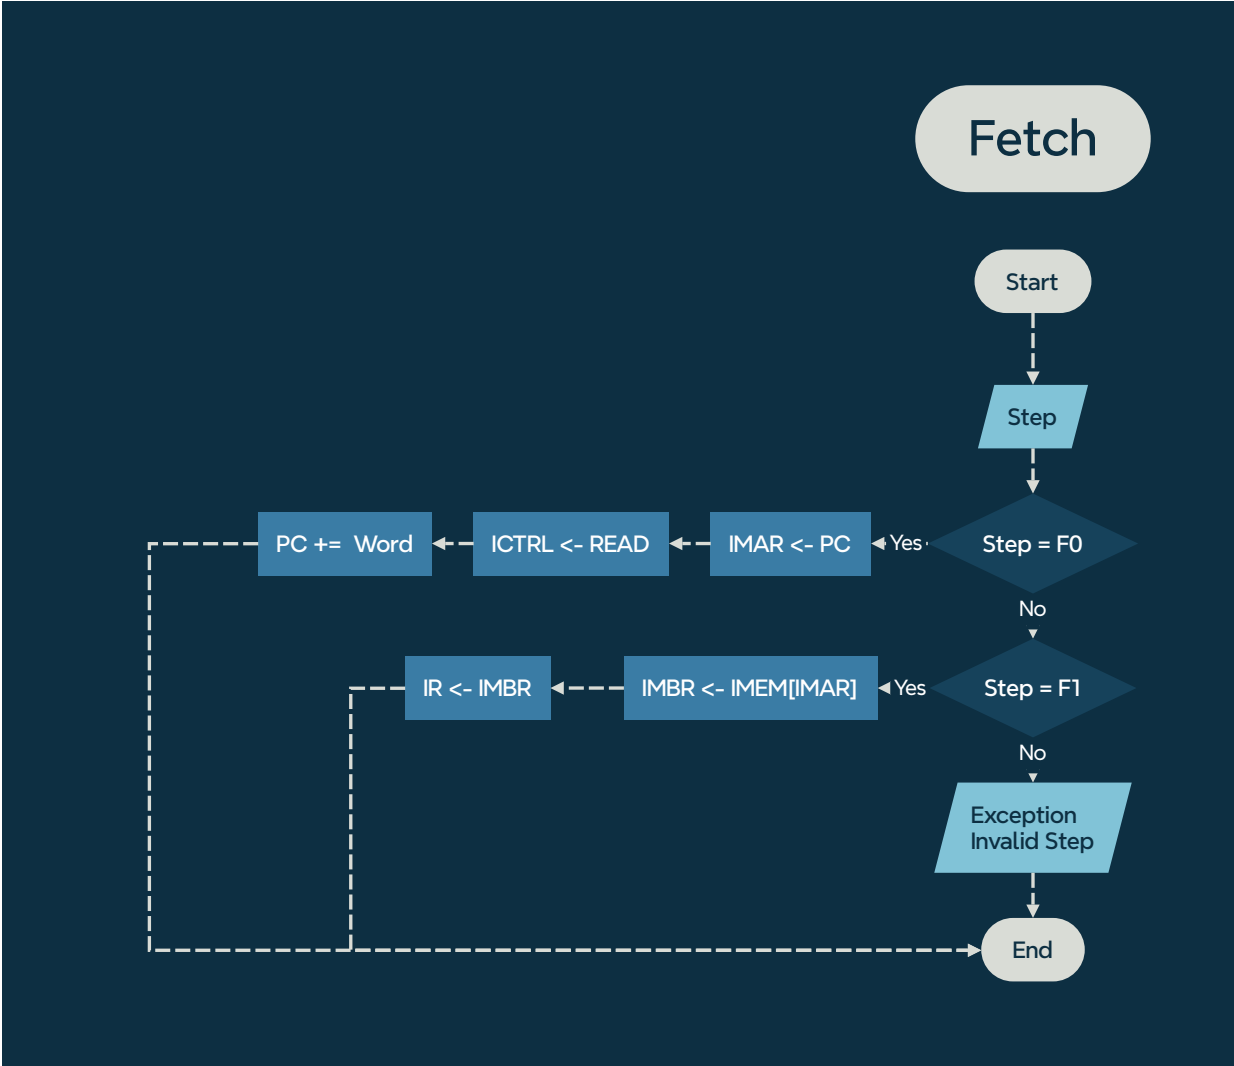 Fetch
Start
Step
Step = F0
Yes
IMAR <- PC
ICTRL <- READ
PC += Word
No
Step = F1
Yes
IMBR <- IMEM[IMAR]
IR <- IMBR
No
Exception
Invalid Step
End